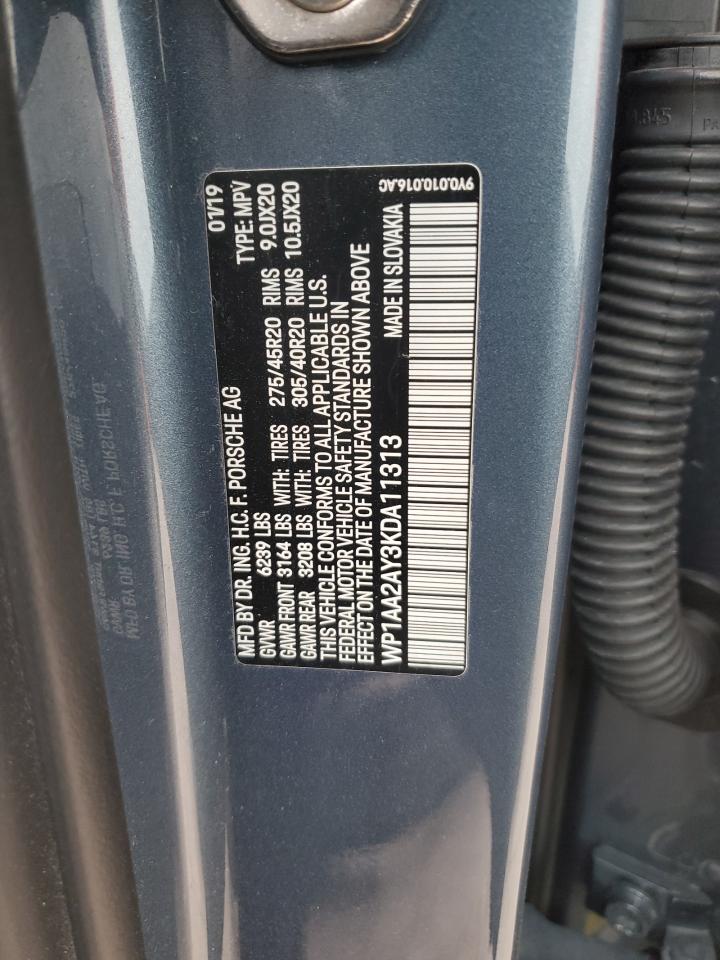 MFD BY DR. ING. H.C. F. PORSCHE AG 01/19
GVWR 6239 LBS TYPE: MPV
GAWR FRONT 3164 LBS WITH: TIRES 275/45R20 RIMS 9.0JX20
GAWR REAR 3208 LBS WITH: TIRES 305/40R20 RIMS 10.5JX20
THIS VEHICLE CONFORMS TO ALL APPLICABLE U.S.
FEDERAL MOTOR VEHICLE SAFETY STANDARDS IN
EFFECT ON THE DATE OF MANUFACTURE SHOWN ABOVE
WP1AA2AY3KDA11313 MADE IN SLOVAKIA
9Y0.010.016.AC